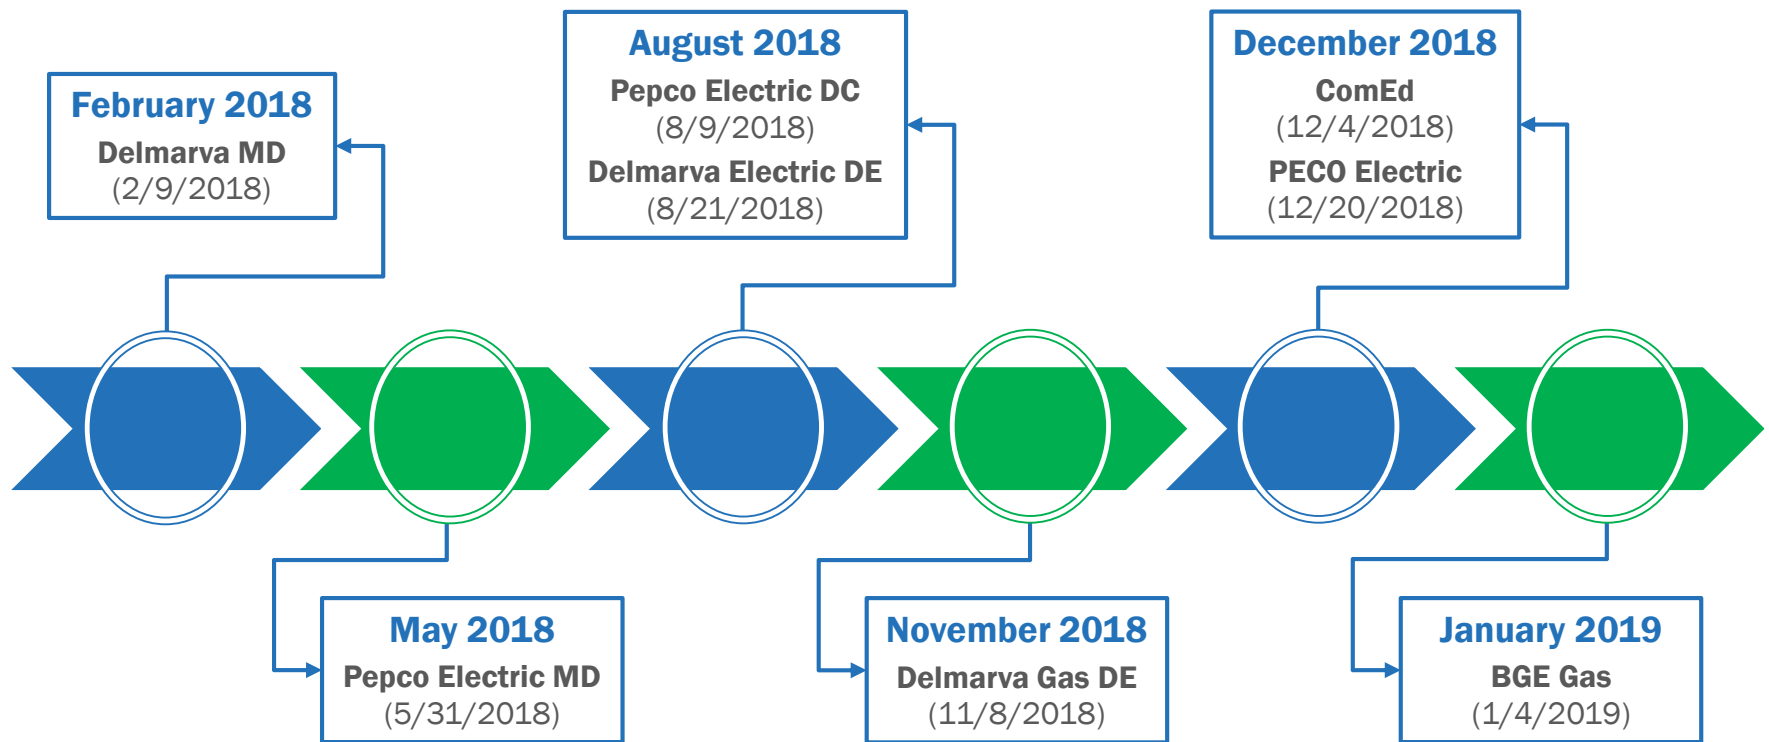 February 2018
Delmarva MD
(2/9/2018)
May 2018
Pepco Electric MD
(5/31/2018)
August 2018
Pepco Electric DC
(8/9/2018)
Delmarva Electric DE
(8/21/2018)
November 2018
Delmarva Gas DE
(11/8/2018)
December 2018
ComEd
(12/4/2018)
PECO Electric
(12/20/2018)
January 2019
BGE Gas
(1/4/2019)